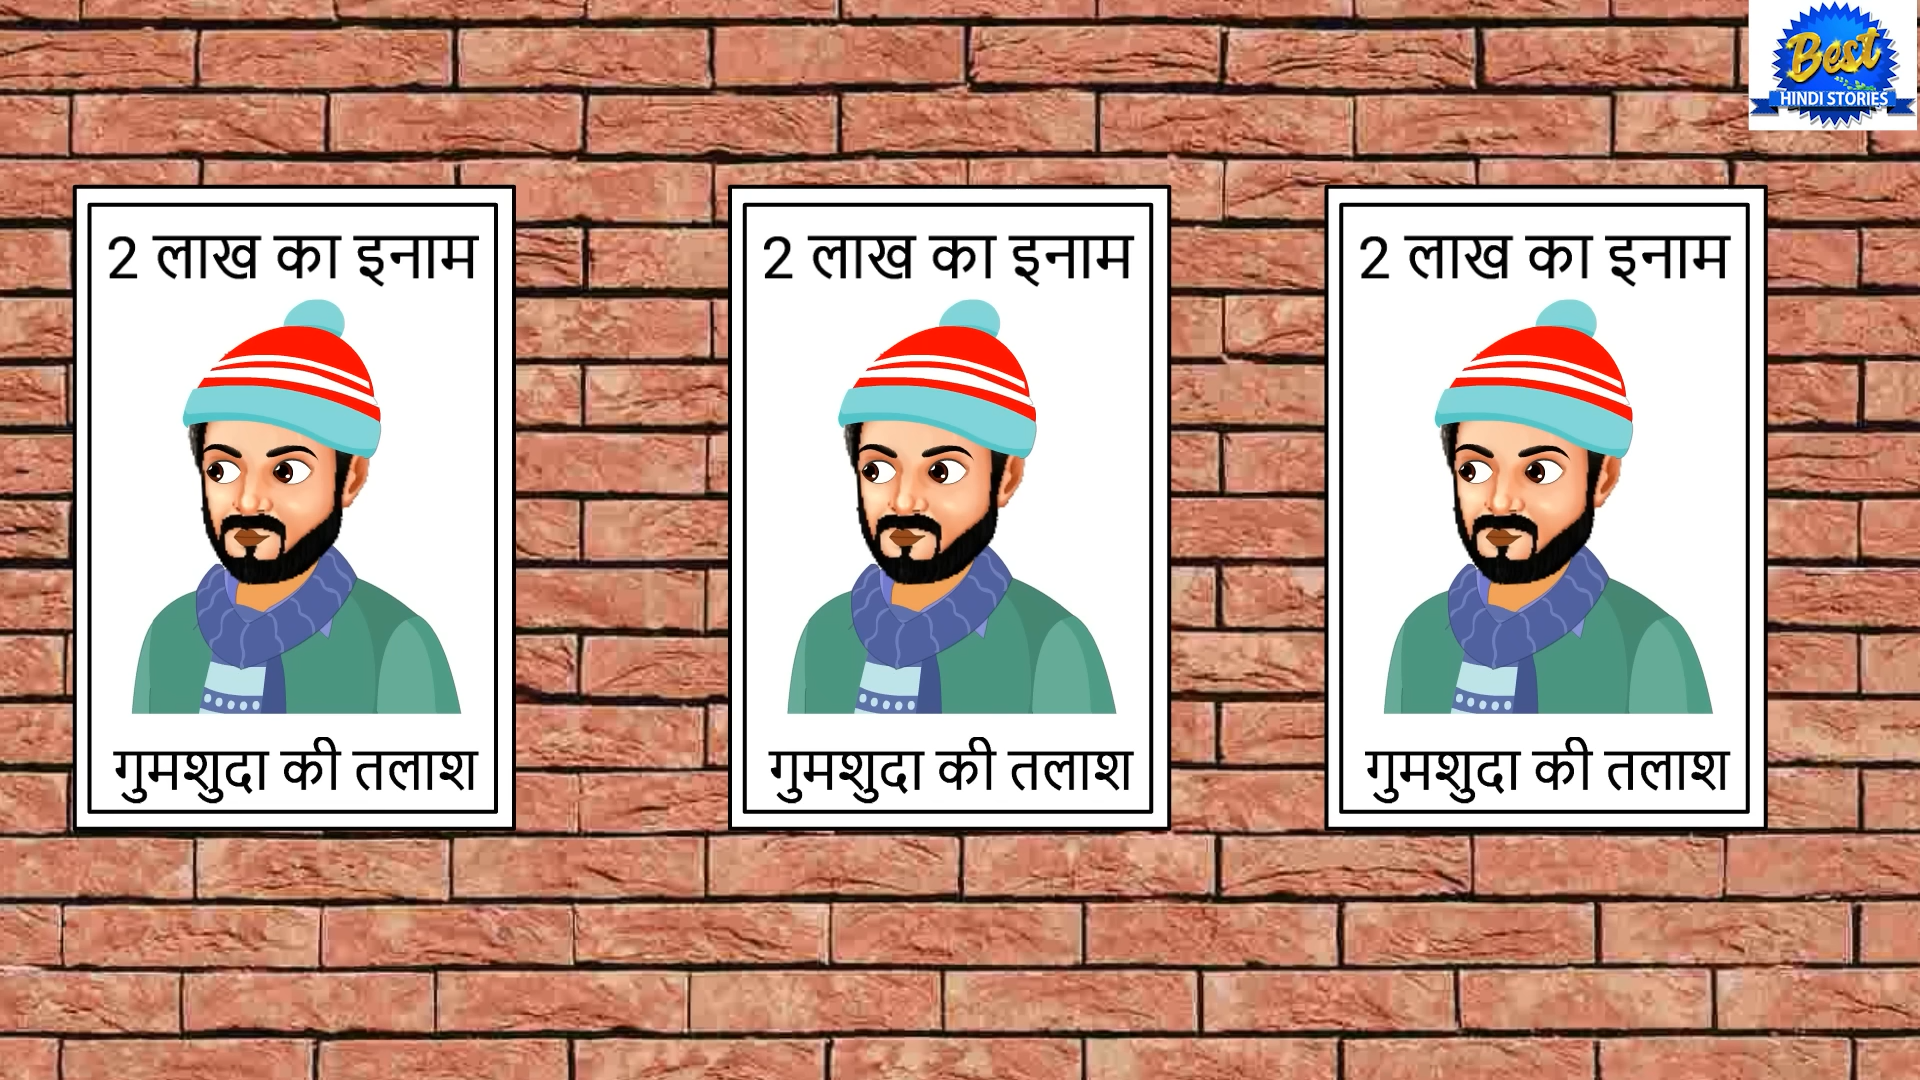 Best
HINDI STORIES
2 लाख का इनाम
गुमशुदा की तलाश
2 लाख का इनाम
गुमशुदा की तलाश
2 लाख का इनाम
गुमशुदा की तलाश